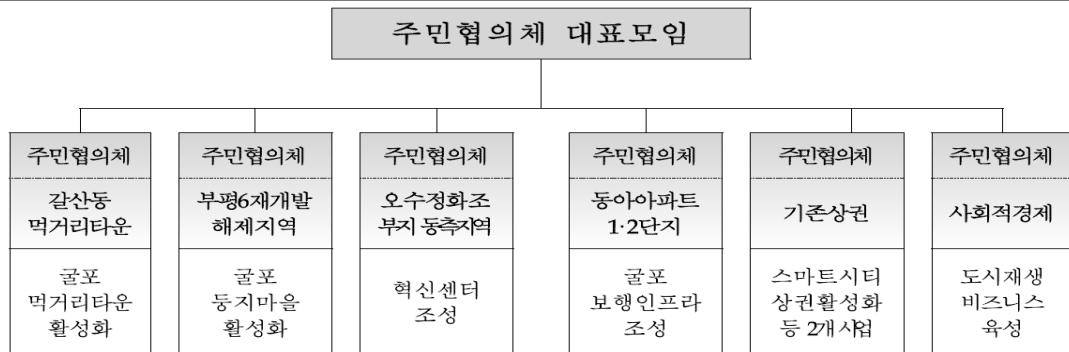 주민협의체 대표모임
주민협의체
갈산동
먹거리타운
굴포
먹거리타운
활성화
주민협의체
부평6재개발
해제지역
굴포
둥지마을
활성화
주민협의체
오수정화조
부지 동측지역
혁신센터
조성
주민협의체
동아아파트
1·2단지
굴포
보행인프라
조성
주민협의체
기존상권
스마트시티
상권활성화
등 2개사업
주민협의체
사회적경제
도시재생
비즈니스
육성